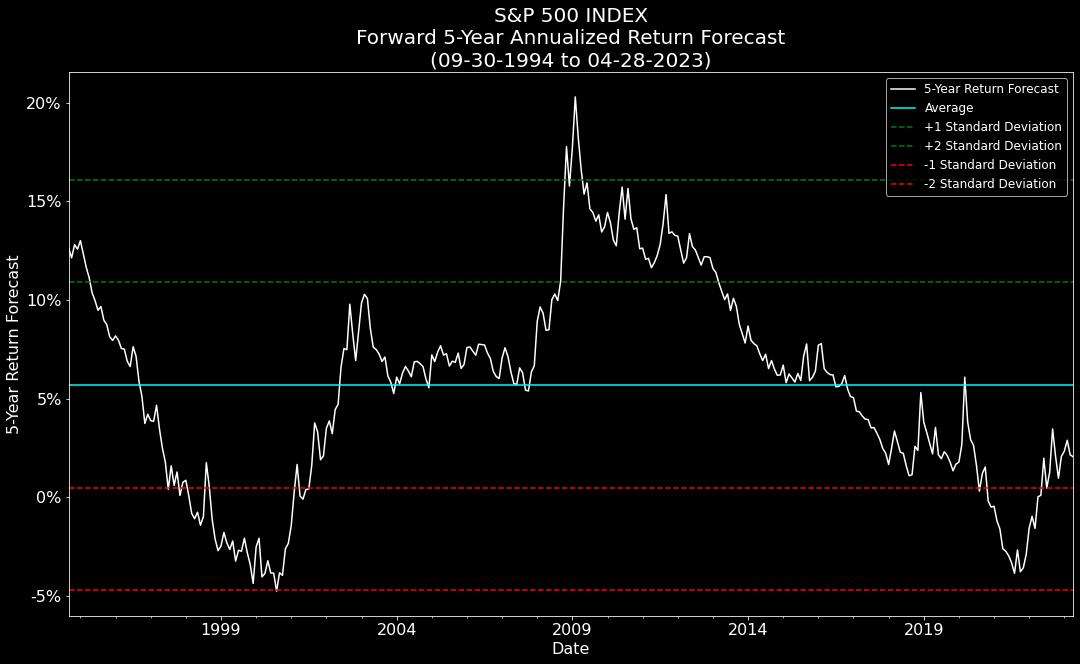 S&P 500 INDEX
Forward 5-Year Annualized Return Forecast
(09-30-1994 to 04-28-2023)
5-Year Return Forecast
Average
+1 Standard Deviation
+2 Standard Deviation
-1 Standard Deviation
-2 Standard Deviation
5-Year Return Forecast
20%
15%
10%
5%
0%
-5%
1999
2004
2009
2014
2019
Date